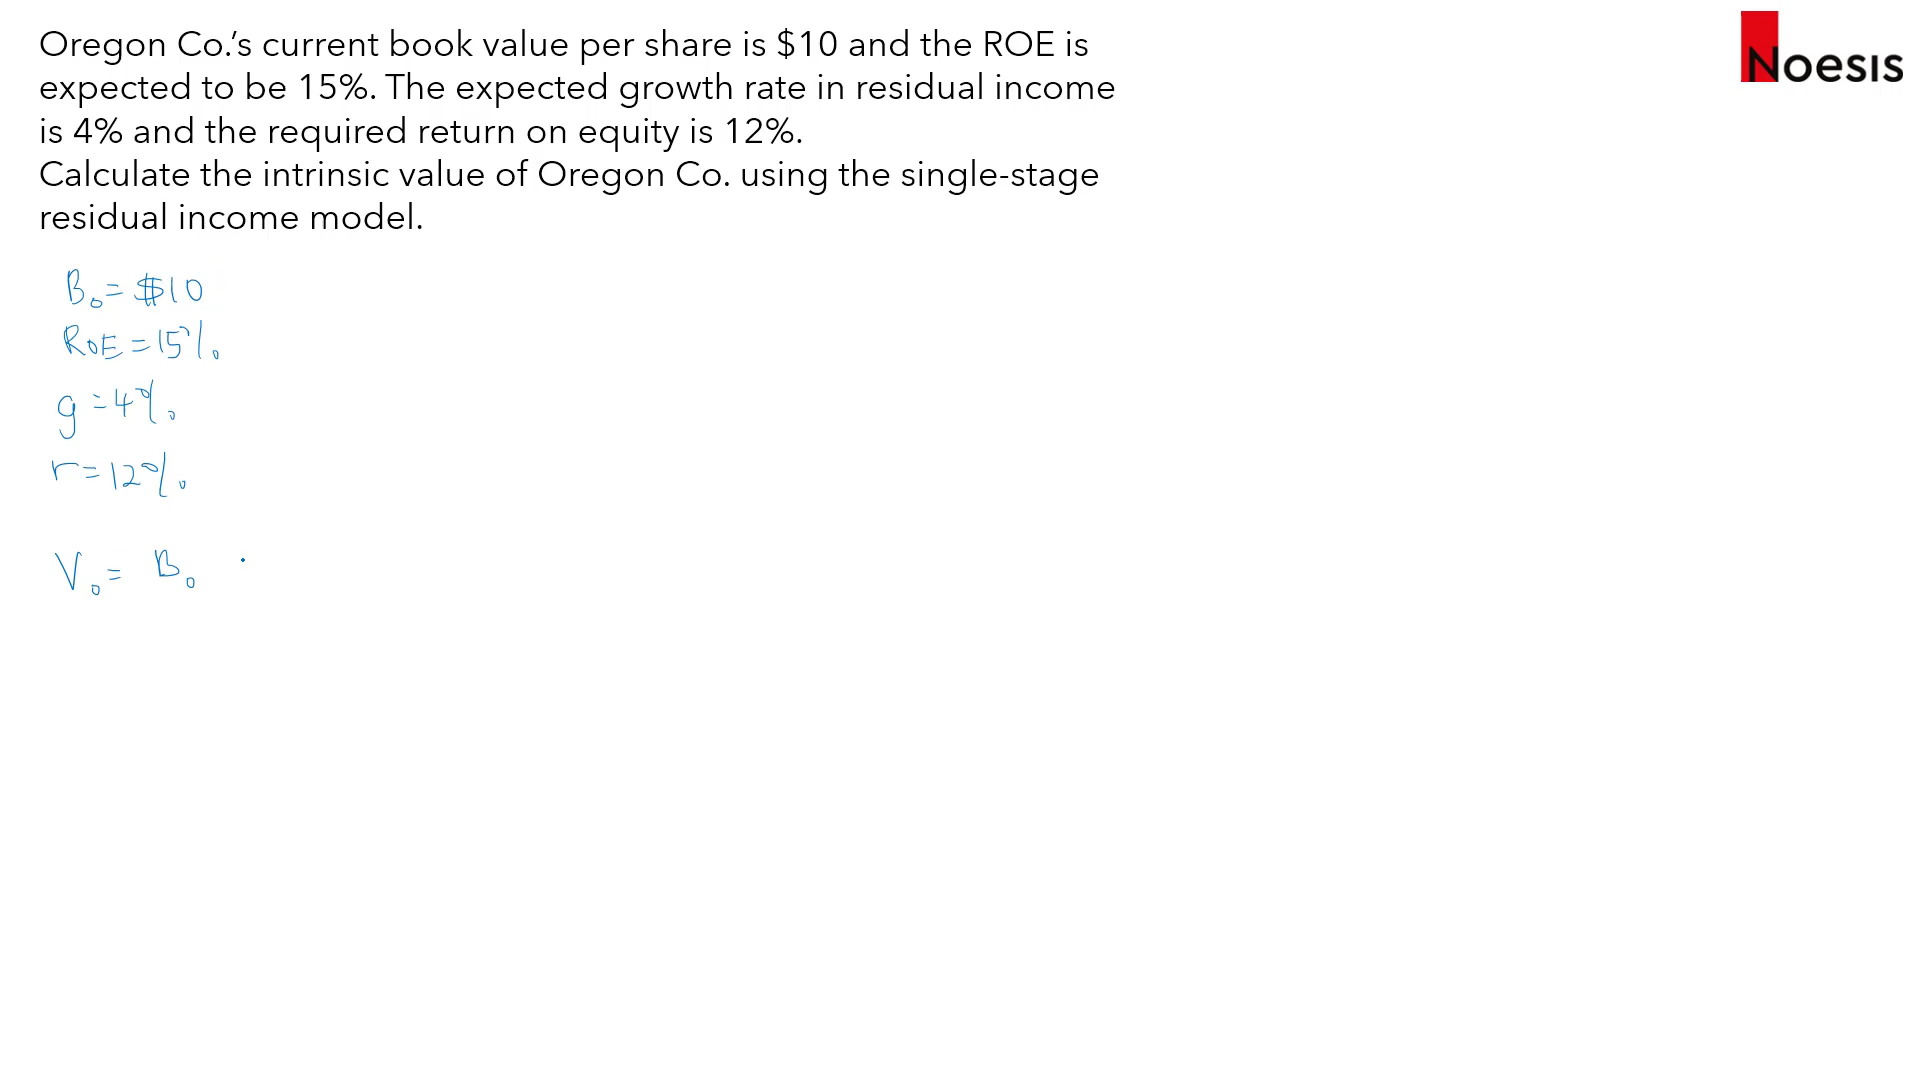 Oregon Co.’s current book value per share is $10 and the ROE is
expected to be 15%. The expected growth rate in residual income
is 4% and the required return on equity is 12%.
Calculate the intrinsic value of Oregon Co. using the single-stage
residual income model.
Noesis
B₀ = $10
ROE = 15%
g = 4%
r = 12%
V₀ = B₀